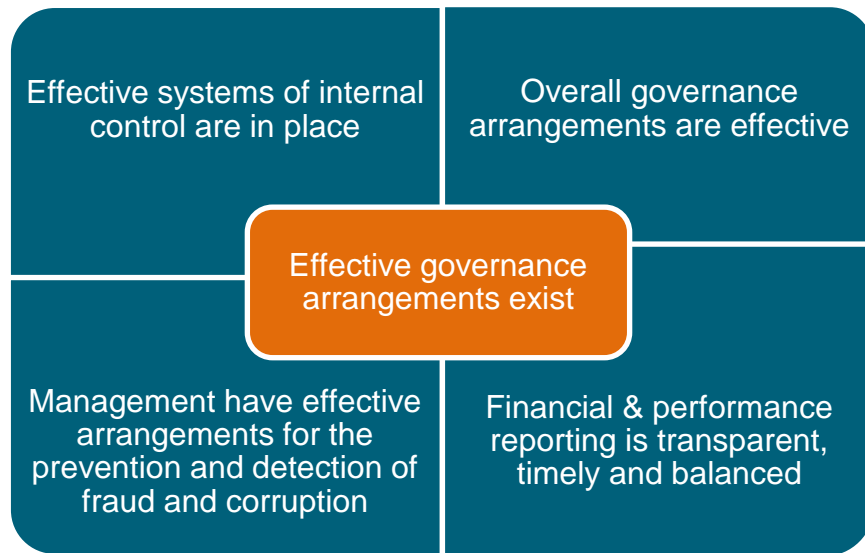 Effective systems of internal
control are in place
Overall governance
arrangements are effective
Effective governance
arrangements exist
Management have effective
arrangements for the
prevention and detection of
fraud and corruption
Financial & performance
reporting is transparent,
timely and balanced